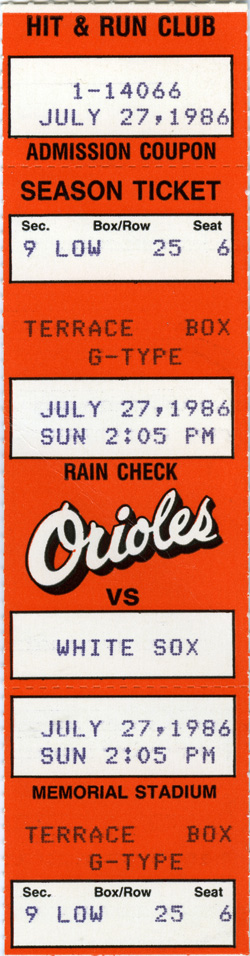 HIT & RUN CLUB
1-14066
JULY 27,1986
ADMISSION COUPON
SEASON TICKET
Sec. Box/Row Seat
9 LOW 25 6
TERRACE BOX
G-TYPE
JULY 27,1986
SUN 2:05 PM
RAIN CHECK
Orioles
VS
WHITE SOX
JULY 27,1986
SUN 2:05 PM
MEMORIAL STADIUM
TERRACE BOX
G-TYPE
Sec. Box/Row Seat
9 LOW 25 6